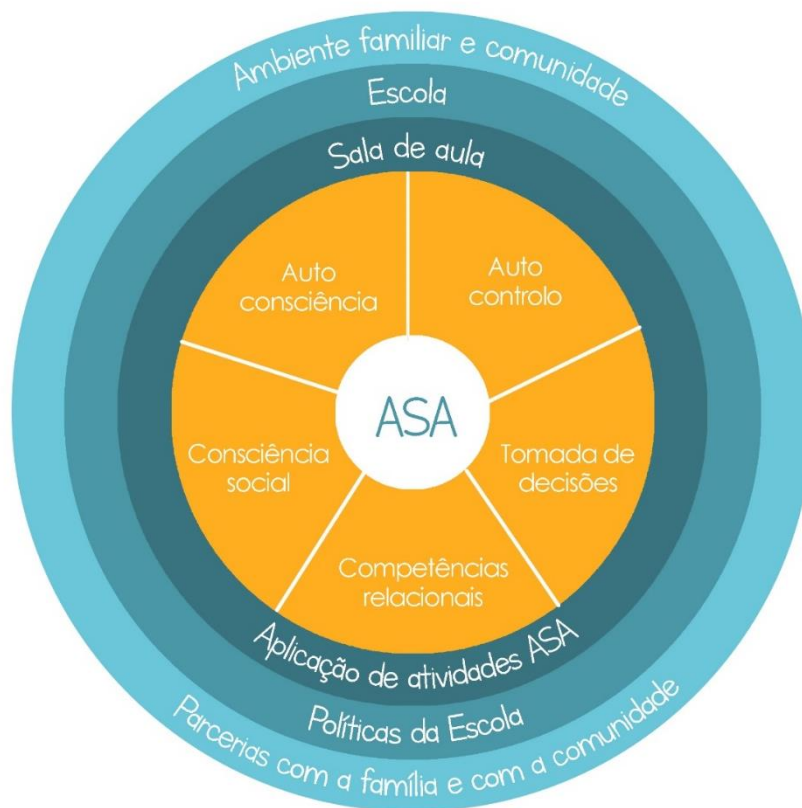 Ambiente familiar e comunidade
Escola
Sala de aula
Auto
consciência
Auto
controlo
ASA
Consciência
social
Tomada de
decisões
Competências
relacionais
Aplicação de atividades ASA
Políticas da Escola
Parcerias com a família e com a comunidade